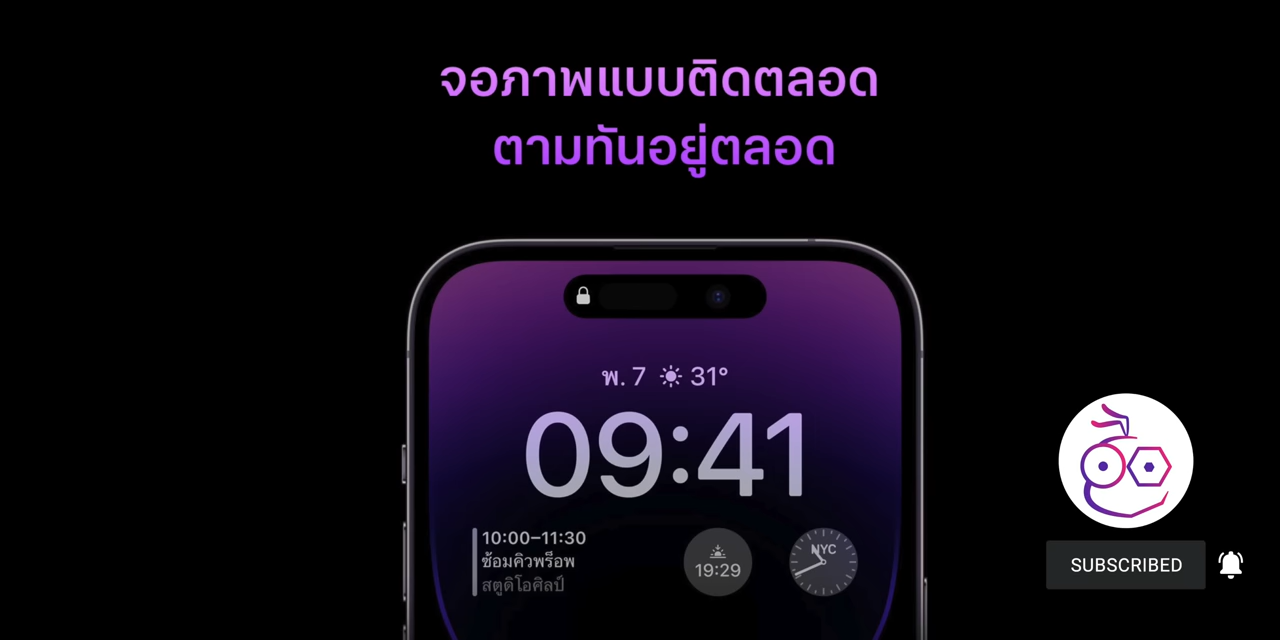 จอภาพแบบติดตลอด
ตามทันอยู่ตลอด
พ. 7 31°
09:41
10:00–11:30
ซ้อมคิวพร็อพ
สตูดิโอศิลป์
19:29
NYC
SUBSCRIBED